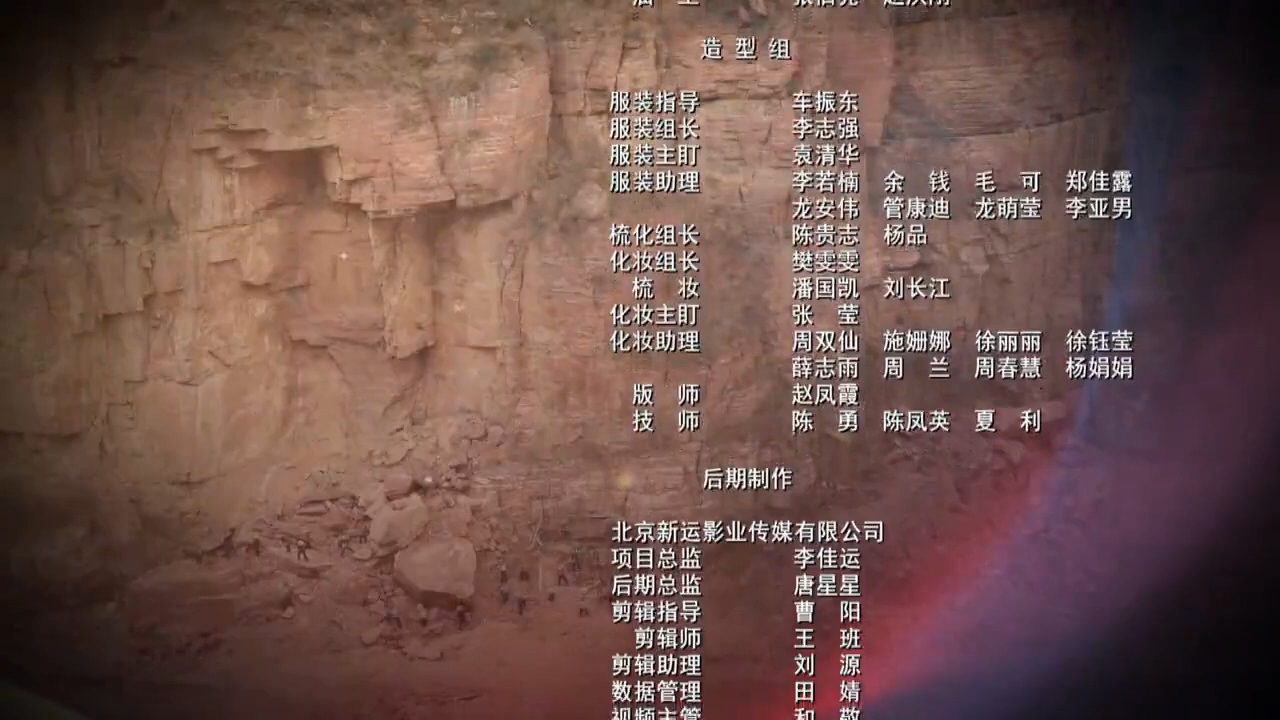 造 型 组
服装指导 车振东
服装组长 李志强
服装主盯 袁清华
服装助理 李若楠 余 钱 毛 可 郑佳露
龙安伟 管康迪 龙萌莹 李亚男
梳化组长 陈贵志 杨品
化妆组长 樊雯雯
梳 妆 潘国凯 刘长江
化妆主盯 张 莹
化妆助理 周双仙 施姗娜 徐丽丽 徐钰莹
薛志雨 周 兰 周春慧 杨娟娟
版 师 赵凤霞
技 师 陈 勇 陈凤英 夏 利
后期制作
北京新运影业传媒有限公司
项目总监 李佳运
后期总监 唐星星
剪辑指导 曹 阳
剪辑师 王 班
剪辑助理 刘 源
数据管理 田 婧